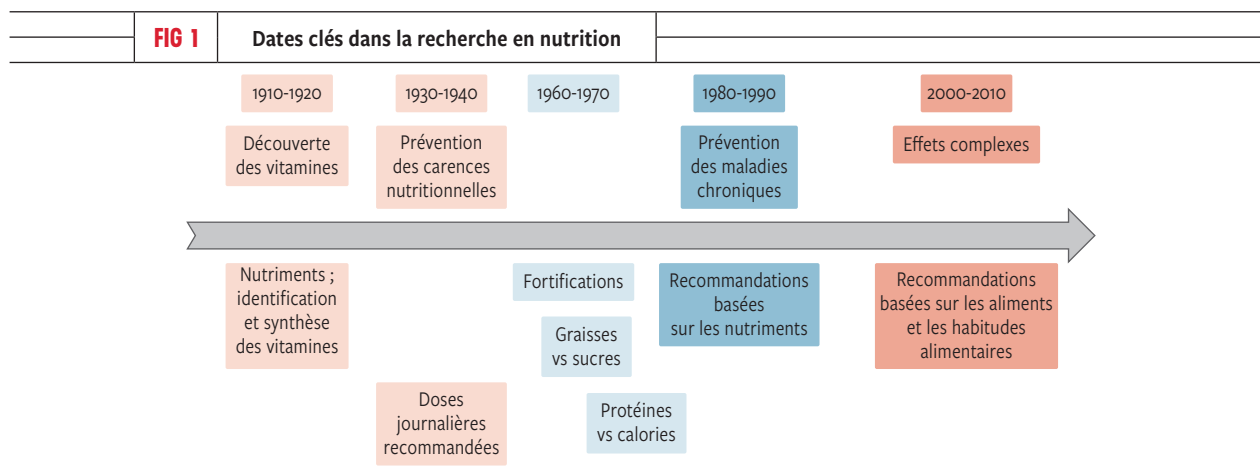 FIG 1
Dates clés dans la recherche en nutrition
1910-1920
1930-1940
1960-1970
1980-1990
2000-2010
Découverte
des vitamines
Prévention
des carences
nutritionnelles
Prévention
des maladies
chroniques
Effets complexes
Nutriments ;
identification
et synthèse
des vitamines
Doses
journalières
recommandées
Fortifications
Graisses
vs sucres
Protéines
vs calories
Recommandations
basées
sur les nutriments
Recommandations
basées sur les aliments
et les habitudes
alimentaires